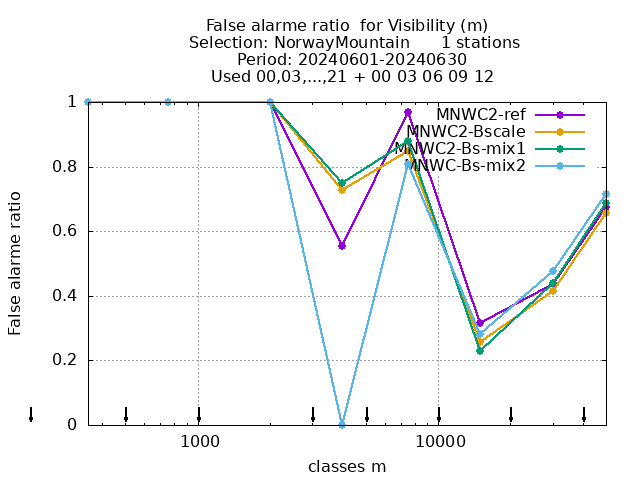 False alarme ratio  for Visibility (m)
Selection: NorwayMountain      1 stations
Period: 20240601-20240630
Used 00,03,...,21 + 00 03 06 09 12
MNWC2-ref
MNWC2-Bscale
MNWC2-Bs-mix1
MNWC-Bs-mix2
False alarme ratio
1
0.8
0.6
0.4
0.2
0
1000
10000
classes m